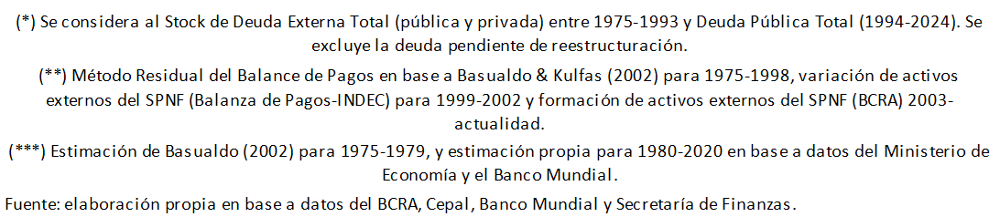 (*) Se considera al Stock de Deuda Externa Total (pública y privada) entre 1975-1993 y Deuda Pública Total (1994-2024). Se
excluye la deuda pendiente de reestructuración.
(**) Método Residual del Balance de Pagos en base a Basualdo & Kulfas (2002) para 1975-1998, variación de activos
externos del SPNF (Balanza de Pagos-INDEC) para 1999-2002 y formación de activos externos del SPNF (BCRA) 2003-
actualidad.
(***) Estimación de Basualdo (2002) para 1975-1979, y estimación propia para 1980-2020 en base a datos del Ministerio de
Economía y el Banco Mundial.
Fuente: elaboración propia en base a datos del BCRA, Cepal, Banco Mundial y Secretaría de Finanzas.